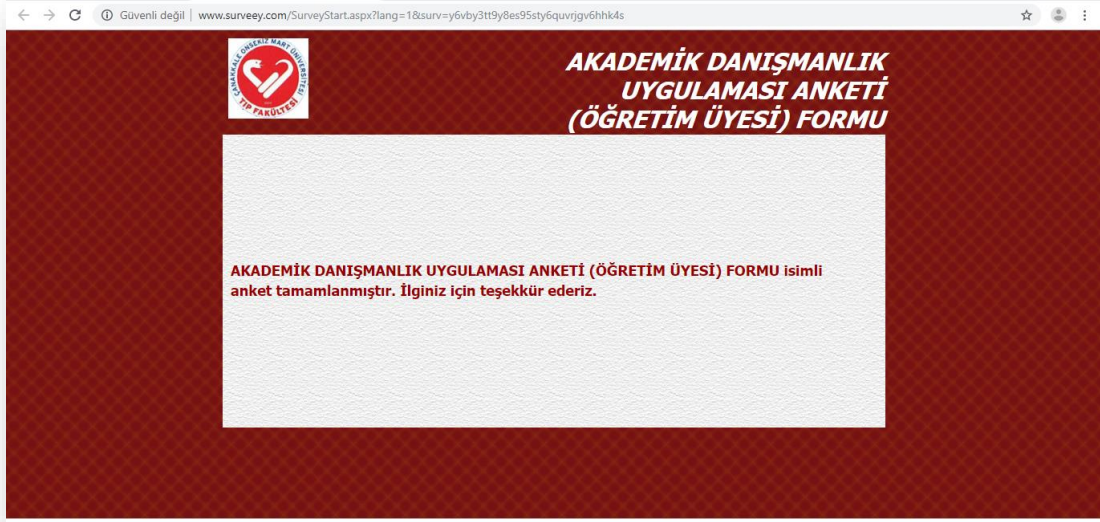 Güvenli değil | www.surveey.com/SurveyStart.aspx?lang=1&surv=y6vby3tt9y8es95sty6quvrjgv6hhk4s
ÇANAKKALE ONSEKİZ MART ÜNİVERSİTESİ
TIP FAKÜLTESİ
AKADEMİK DANIŞMANLIK
UYGULAMASI ANKETİ
(ÖĞRETİM ÜYESİ) FORMU
AKADEMİK DANIŞMANLIK UYGULAMASI ANKETİ (ÖĞRETİM ÜYESİ) FORMU isimli
anket tamamlanmıştır. İlginiz için teşekkür ederiz.